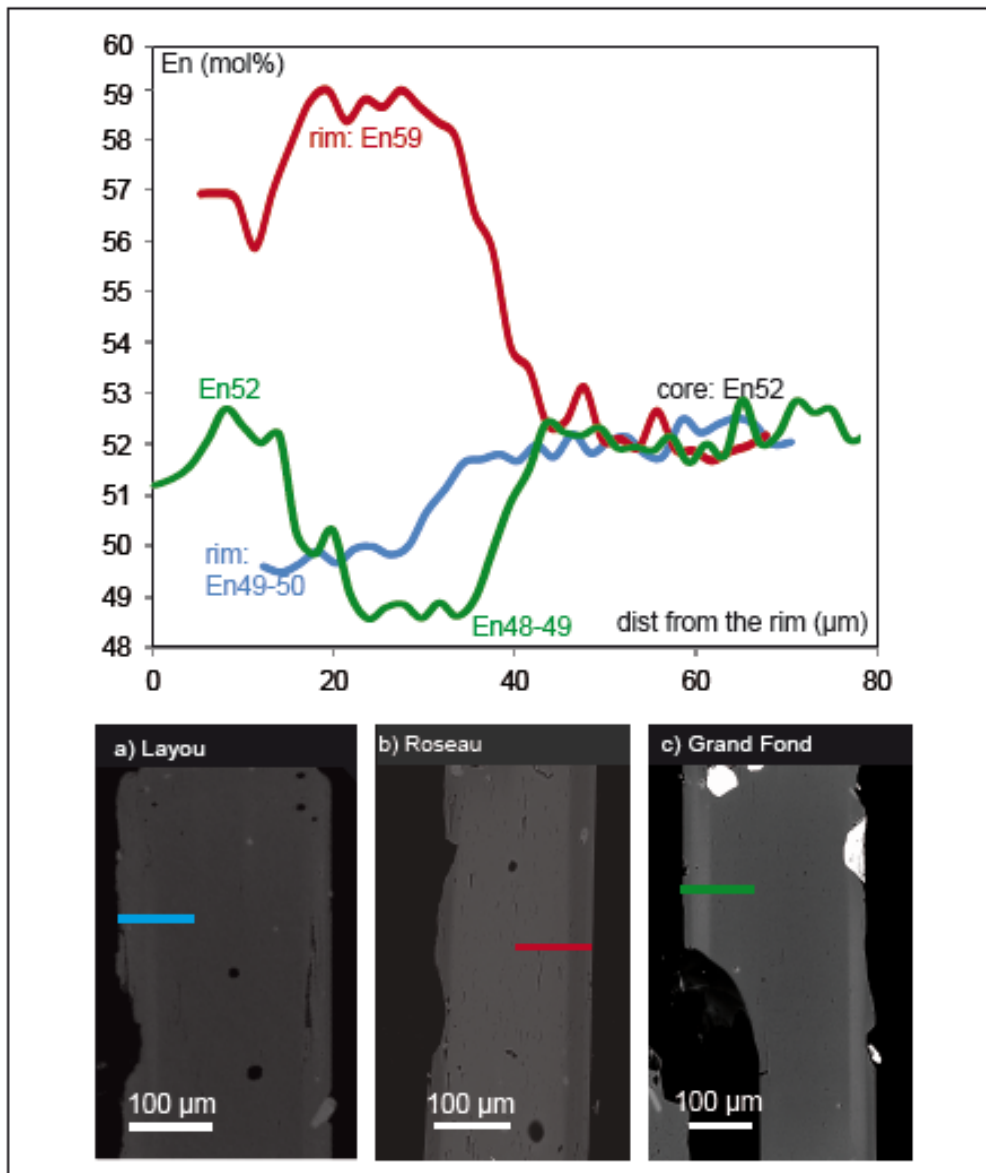 60
En (mol%)
59
58
rim: En59
57
56
55
54
53
En52
core: En52
52
51
50
rim:
En49-50
49
En48-49
dist from the rim (µm)
48
0
20
40
60
80
a) Layou
b) Roseau
c) Grand Fond
100 µm
100 µm
100 µm